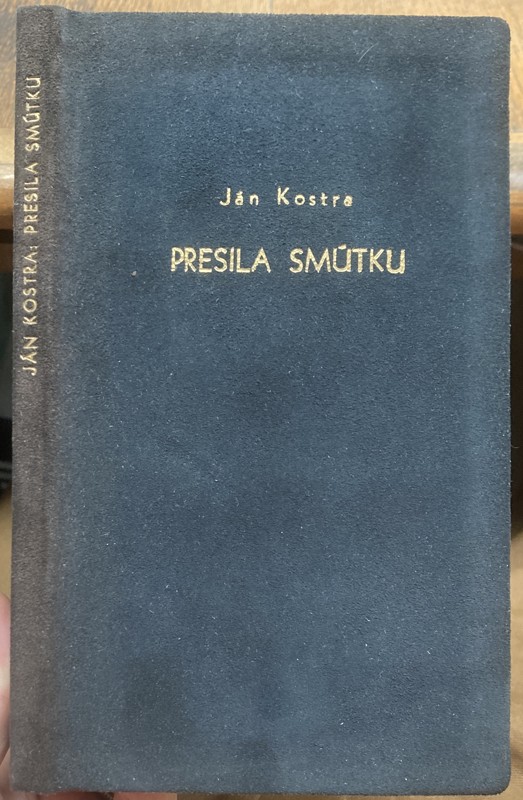 JÁN KOSTRA: PRESILA SMÚTKU
Ján Kostra
PRESILA SMÚTKU